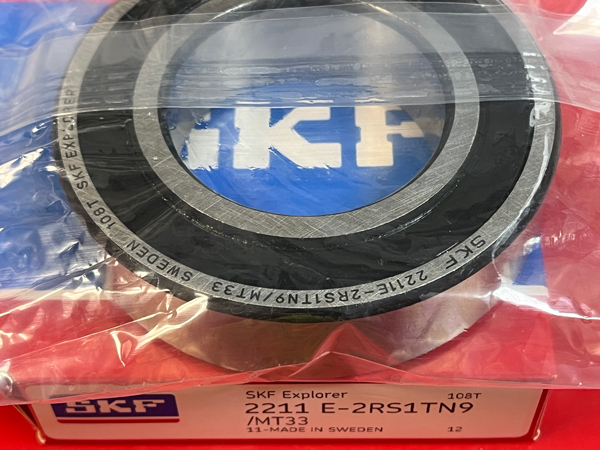 SKF
SKF 2211E-2RS1TN9/MT33 SWEDEN 108T SKF EXPLORER
SKF
SKF Explorer 108T
2211 E-2RS1TN9
/MT33
11-MADE IN SWEDEN 12